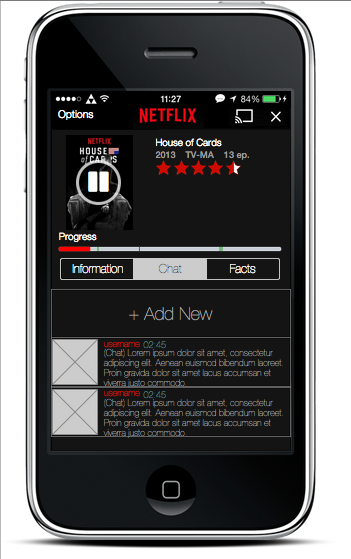 11:27
84%
Options
NETFLIX
NETFLIX
HOUSE
of CARDS
House of Cards
2013 TV-MA 13 ep.
Progress
Information
Chat
Facts
+ Add New
username 02:45
(Chat) Lorem ipsum dolor sit amet, consectetur
adipiscing elit. Aenean euismod bibendum laoreet.
Proin gravida dolor sit amet lacus accumsan et
viverra justo commodo.
username 02:45
(Chat) Lorem ipsum dolor sit amet, consectetur
adipiscing elit. Aenean euismod bibendum laoreet.
Proin gravida dolor sit amet lacus accumsan et
viverra justo commodo.